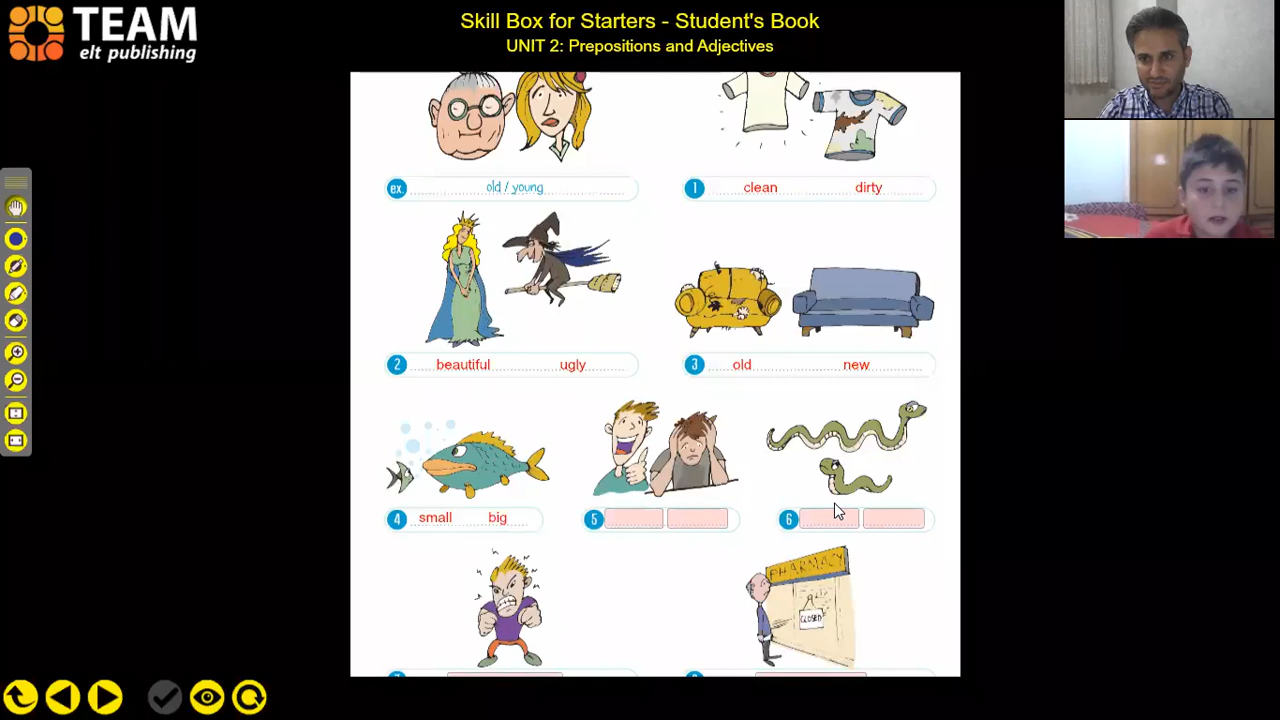 TEAM
elt publishing
Skill Box for Starters - Student's Book
UNIT 2: Prepositions and Adjectives
ex. old / young
1 clean dirty
2 beautiful ugly
3 old new
4 small big
5
6
PHARMACY
CLOSED